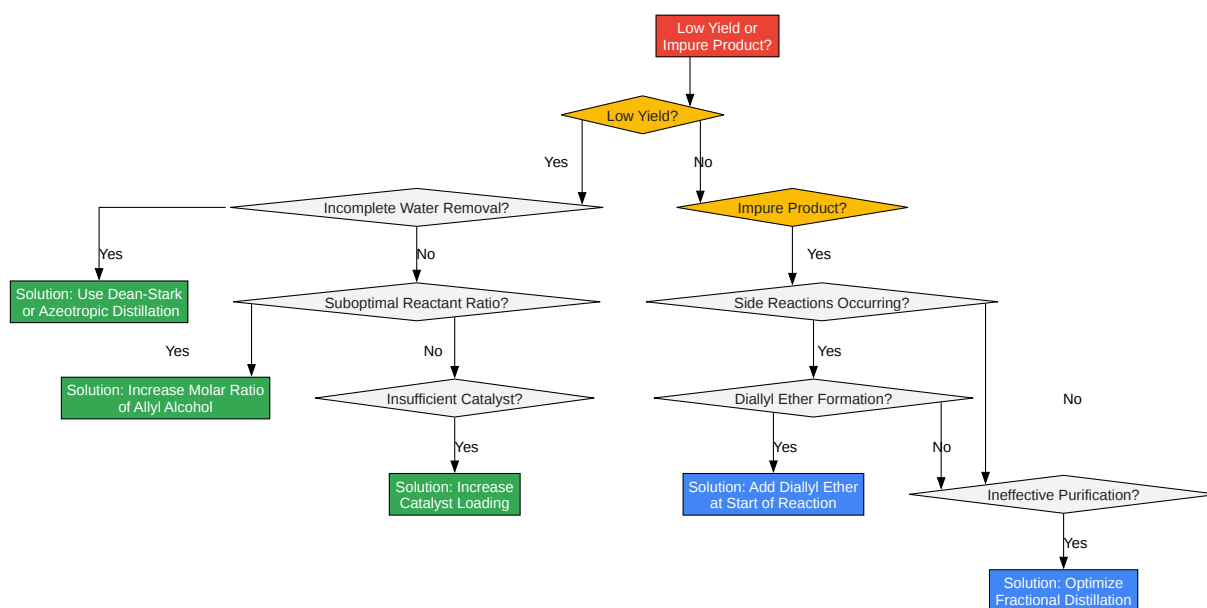 Low Yield or
Impure Product?
Low Yield?
Yes
No
Incomplete Water Removal?
Impure Product?
Yes
No
Yes
Solution: Use Dean-Stark
or Azeotropic Distillation
Suboptimal Reactant Ratio?
Side Reactions Occurring?
Yes
No
Yes
Solution: Increase Molar Ratio
of Allyl Alcohol
Insufficient Catalyst?
Diallyl Ether Formation?
No
Yes
Yes
No
Solution: Increase
Catalyst Loading
Solution: Add Diallyl Ether
at Start of Reaction
Ineffective Purification?
Yes
Solution: Optimize
Fractional Distillation